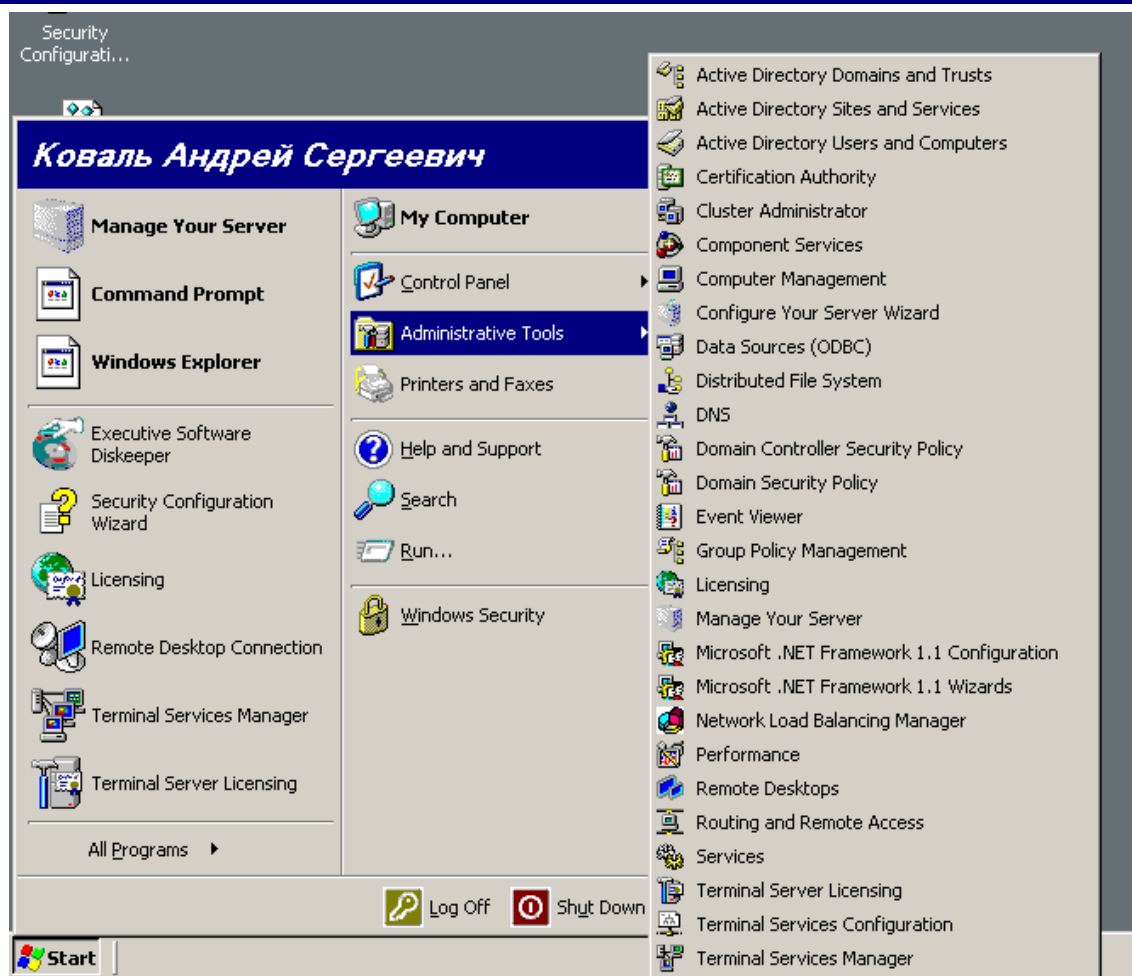 Security
Configurati...
Коваль Андрей Сергеевич
Manage Your Server
Command Prompt
Windows Explorer
Executive Software
Diskeeper
Security Configuration
Wizard
Licensing
Remote Desktop Connection
Terminal Services Manager
Terminal Server Licensing
All Programs
My Computer
Control Panel
Administrative Tools
Printers and Faxes
Help and Support
Search
Run...
Windows Security
Log Off
Shut Down
Start
Active Directory Domains and Trusts
Active Directory Sites and Services
Active Directory Users and Computers
Certification Authority
Cluster Administrator
Component Services
Computer Management
Configure Your Server Wizard
Data Sources (ODBC)
Distributed File System
DNS
Domain Controller Security Policy
Domain Security Policy
Event Viewer
Group Policy Management
Licensing
Manage Your Server
Microsoft .NET Framework 1.1 Configuration
Microsoft .NET Framework 1.1 Wizards
Network Load Balancing Manager
Performance
Remote Desktops
Routing and Remote Access
Services
Terminal Server Licensing
Terminal Services Configuration
Terminal Services Manager